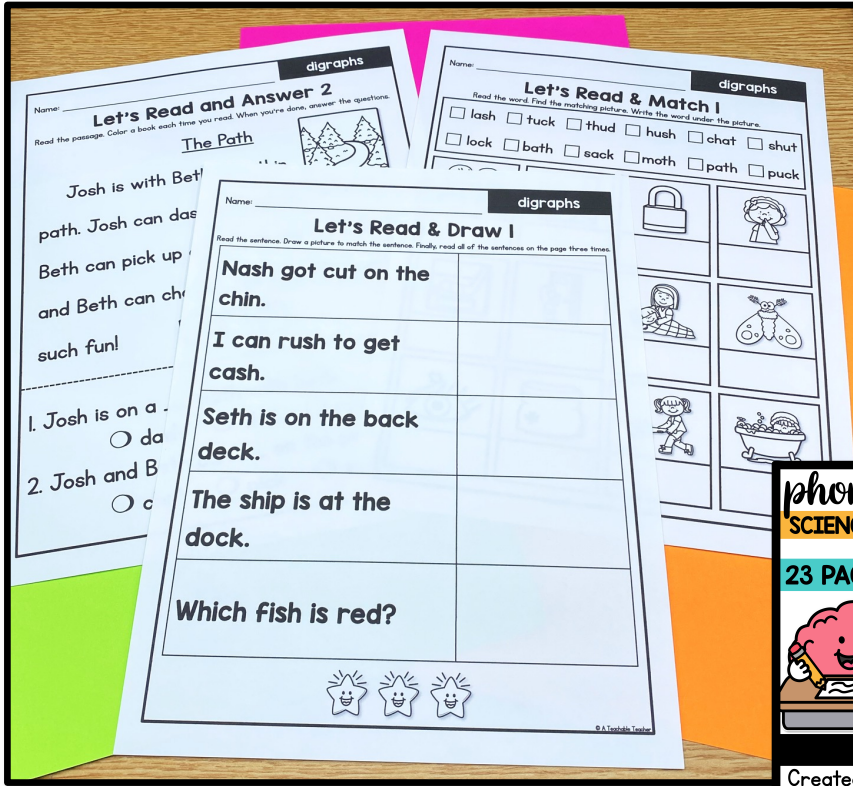 digraphs
Name:
Let's Read and Answer 2
Read the passage. Color a book each time you read. When you're done, answer the questions.
The Path
Josh is with Beth
path. Josh can das
Beth can pick up
and Beth can ch
such fun!
1. Josh is on a
da
2. Josh and B
digraphs
Name:
Let's Read & Match 1
Read the word. Find the matching picture. Write the word under the picture.
lash tuck thud hush chat shut
lock bath sack moth path puck
digraphs
Name:
Let's Read & Draw 1
Read the sentence. Draw a picture to match the sentence. Finally, read all of the sentences on the page three times.
Nash got cut on the
chin.
I can rush to get
cash.
Seth is on the back
deck.
The ship is at the
dock.
Which fish is red?
© A Teachable Teacher
phon
SCIENC
23 PAG
Create